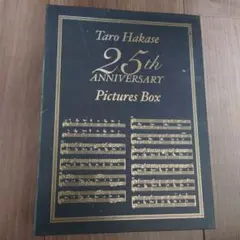 Taro Hakase
25th
ANNIVERSARY
Pictures Box